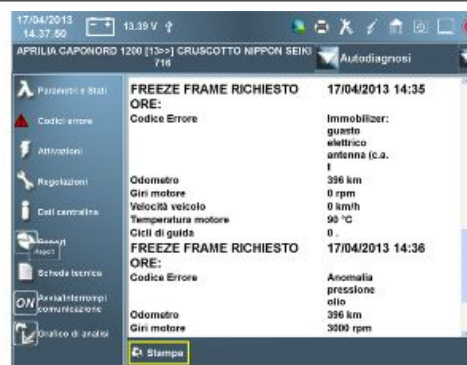 17/04/2013
14.37.50
13.39 V
APRILIA CAPONORD 1200 [13>>] CRUSCOTTO NIPPON SEIKI
716
Autodiagnosi
Parametri e Stati
Codici errore
Attivazioni
Regolazioni
Dati centralina
Report
Report
Scheda tecnica
ON Avvia/Interrompi
comunicazione
Grafico di analisi
FREEZE FRAME RICHIESTO 17/04/2013 14:35
ORE:
Codice Errore Immobilizer:
guasto
elettrico
antenna (c.a.
Odometro 396 km
Giri motore 0 rpm
Velocità veicolo 0 km/h
Temperatura motore 90 °C
Cicli di guida 0 .
FREEZE FRAME RICHIESTO 17/04/2013 14:36
ORE:
Codice Errore Anomalia
pressione
olio
Odometro 396 km
Giri motore 3000 rpm
Stampa